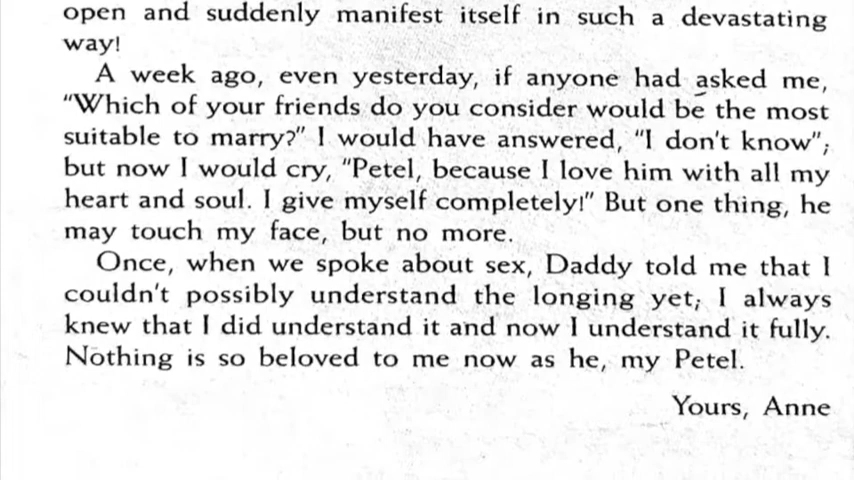 open and suddenly manifest itself in such a devastating
way!
A week ago, even yesterday, if anyone had asked me,
"Which of your friends do you consider would be the most
suitable to marry?" I would have answered, "I don't know";
but now I would cry, "Petel, because I love him with all my
heart and soul. I give myself completely!" But one thing, he
may touch my face, but no more.
Once, when we spoke about sex, Daddy told me that I
couldn't possibly understand the longing yet; I always
knew that I did understand it and now I understand it fully.
Nothing is so beloved to me now as he, my Petel.
Yours, Anne